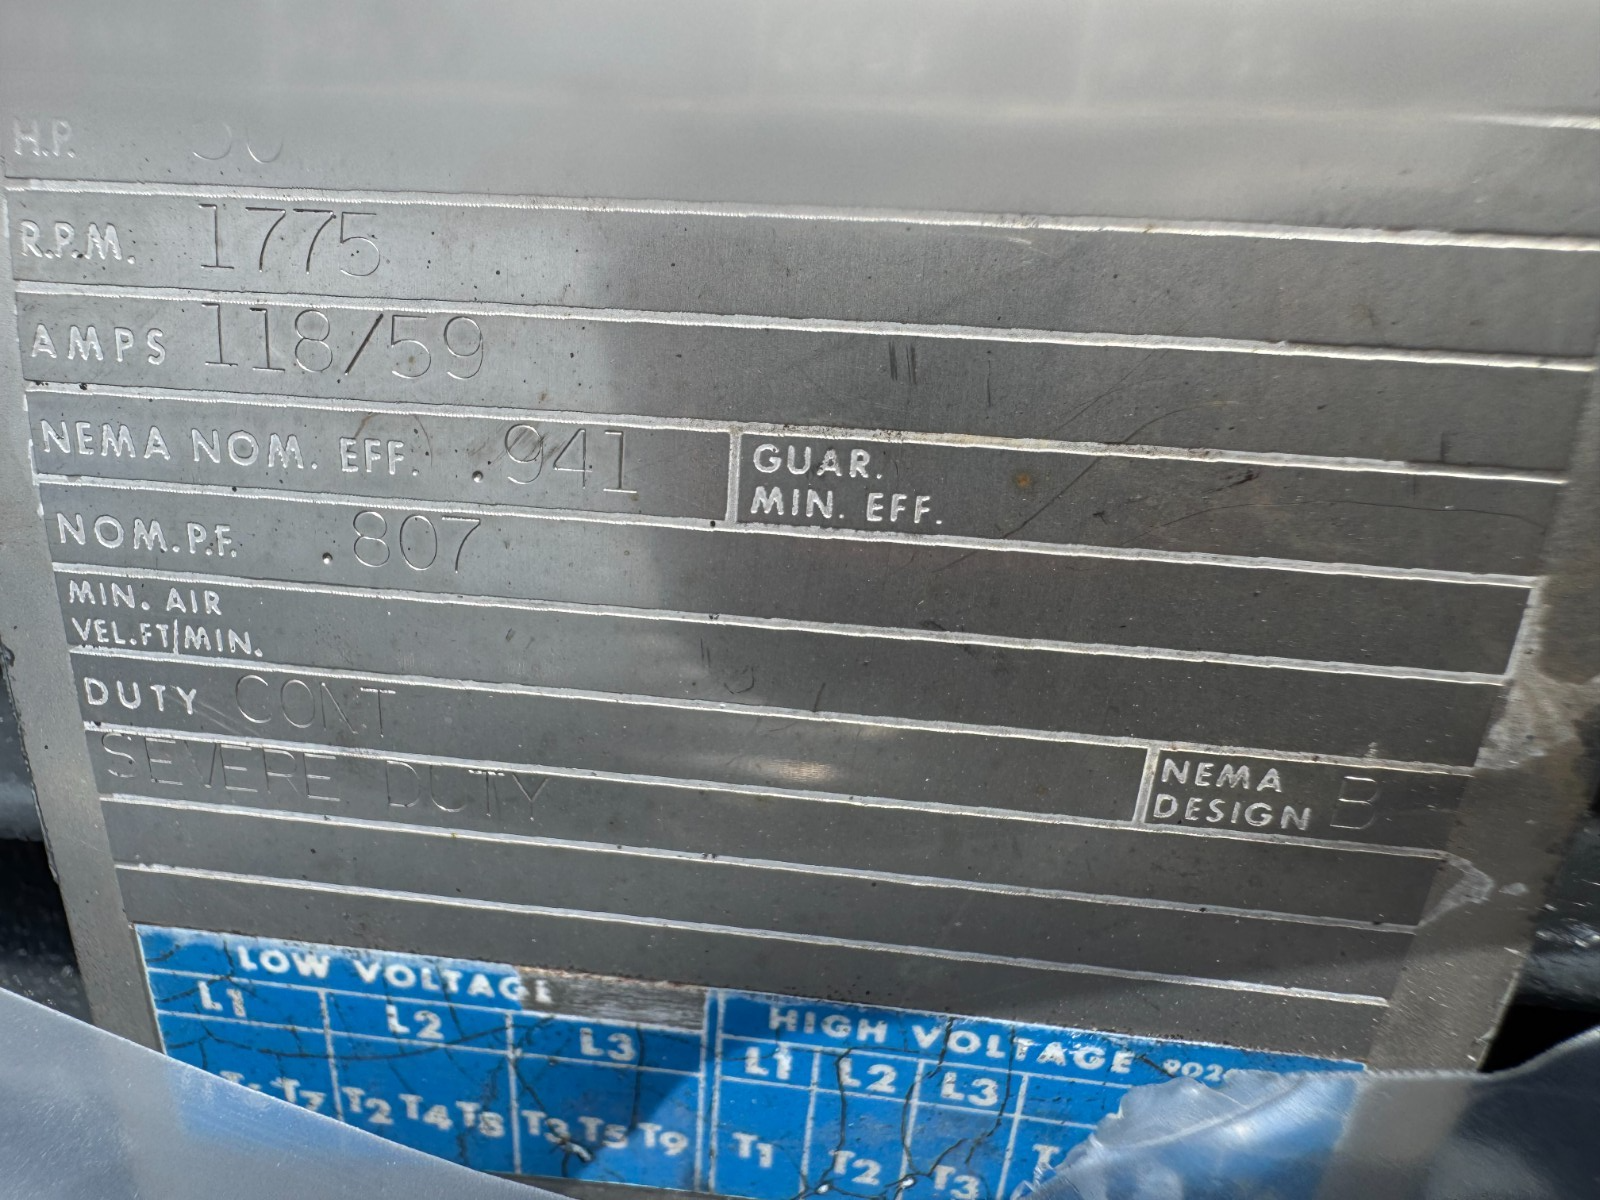 H.P.
R.P.M. 1775
AMPS 118/59
NEMA NOM. EFF. .941 GUAR. MIN. EFF.
NOM. P.F. .807
MIN. AIR
VEL. FT/MIN.
DUTY CONT
SEVERE DUTY NEMA DESIGN B
LOW VOLTAGE HIGH VOLTAGE
L1 L2 L3 L1 L2 L3
T7 T2 T4 T8 T3 T5 T9 T1 T2 T3